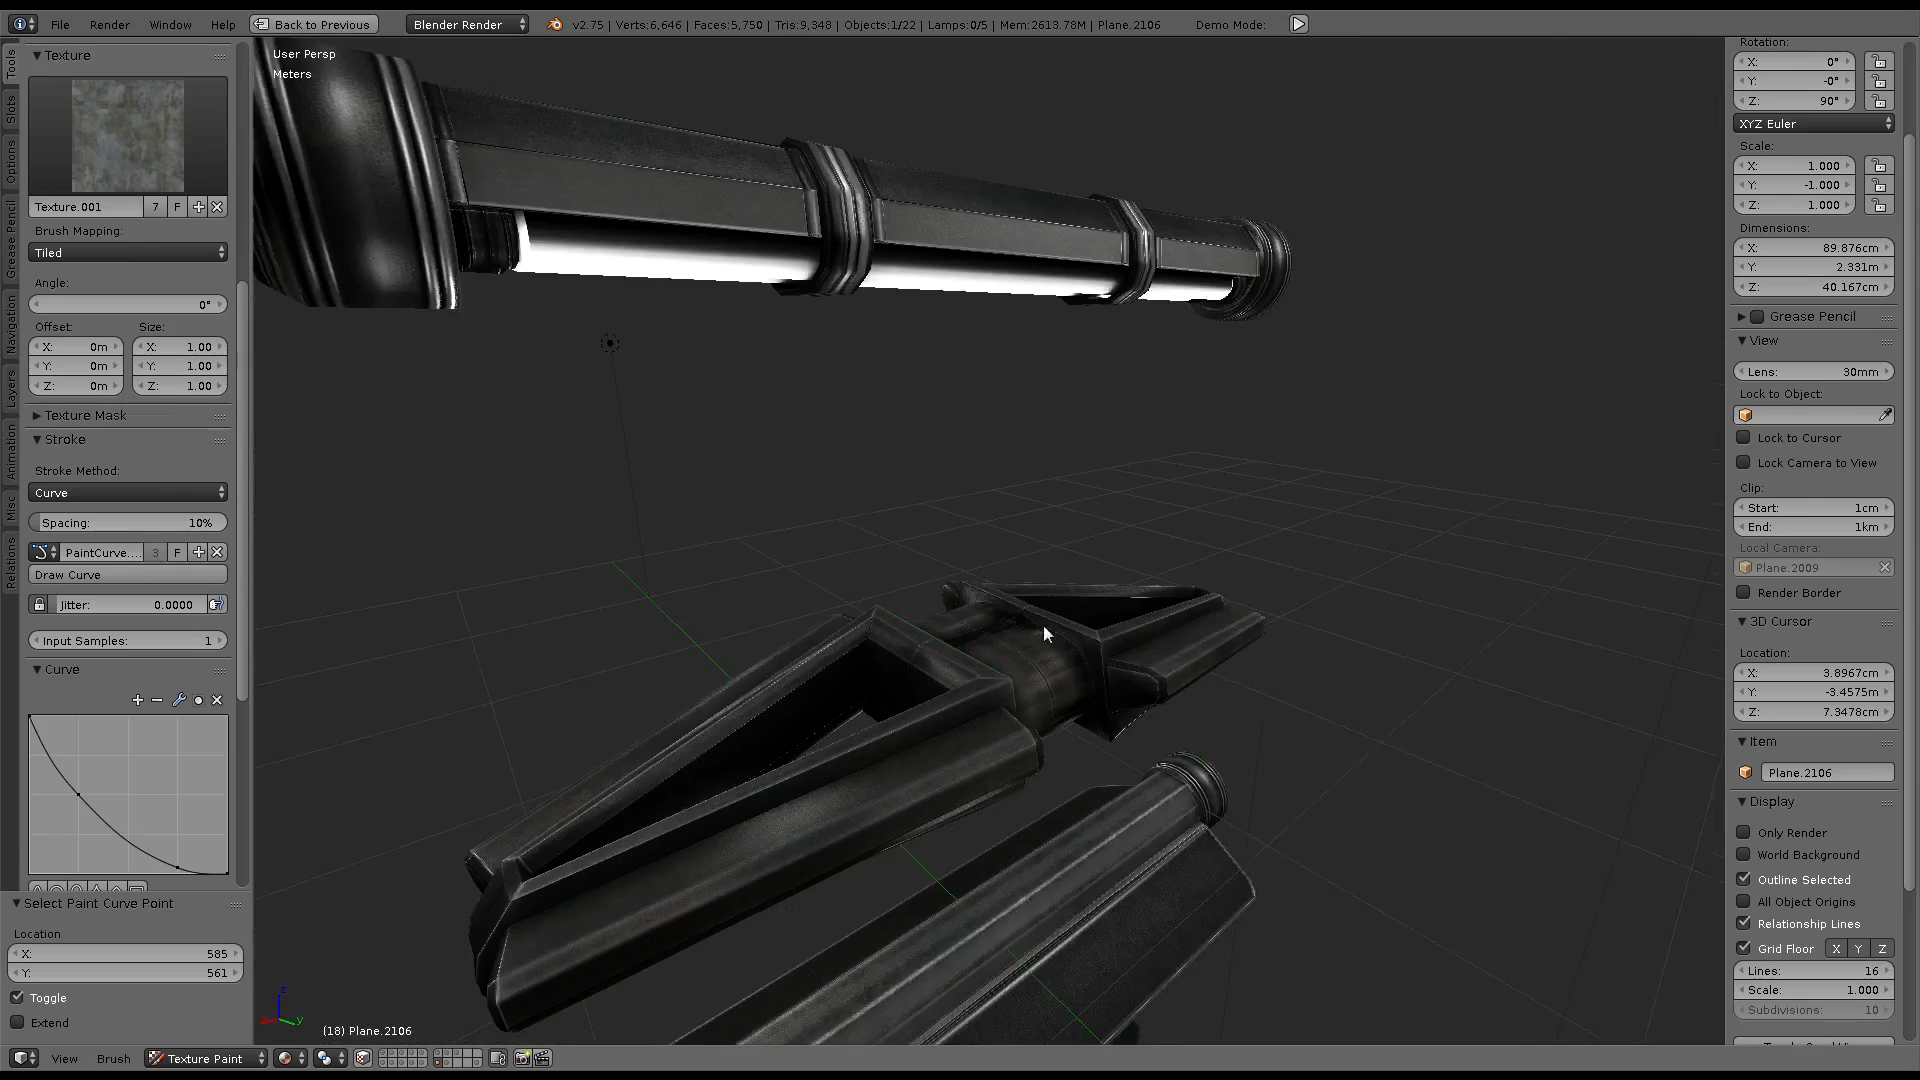 File
Render
Window
Help
Back to Previous
Blender Render
v2.75 | Verts:6,646 | Faces:5,750 | Tris:9,348 | Objects:1/22 | Lamps:0/5 | Mem:2613.78M | Plane.2106
Demo Mode:
Tools
Slots
Options
Grease Pencil
Navigation
Layers
Animation
Misc
Relations
Texture
Texture.001
7
F
Brush Mapping:
Tiled
Angle:
0°
Offset:
Size:
X: 0m
X: 1.00
Y: 0m
Y: 1.00
Z: 0m
Z: 1.00
Texture Mask
Stroke
Stroke Method:
Curve
Spacing: 10%
PaintCurve....
3
F
Draw Curve
Jitter: 0.0000
Input Samples: 1
Curve
Select Paint Curve Point
Location
X: 585
Y: 561
Toggle
Extend
User Persp
Meters
z
y
(18) Plane.2106
View
Brush
Texture Paint
Rotation:
X: 0°
Y: -0°
Z: 90°
XYZ Euler
Scale:
X: 1.000
Y: -1.000
Z: 1.000
Dimensions:
X: 89.876cm
Y: 2.331m
Z: 40.167cm
Grease Pencil
View
Lens: 30mm
Lock to Object:
Lock to Cursor
Lock Camera to View
Clip:
Start: 1cm
End: 1km
Local Camera:
Plane.2009
Render Border
3D Cursor
Location:
X: 3.8967cm
Y: -3.4575m
Z: 7.3478cm
Item
Plane.2106
Display
Only Render
World Background
Outline Selected
All Object Origins
Relationship Lines
Grid Floor
X
Y
Z
Lines: 16
Scale: 1.000
Subdivisions: 10